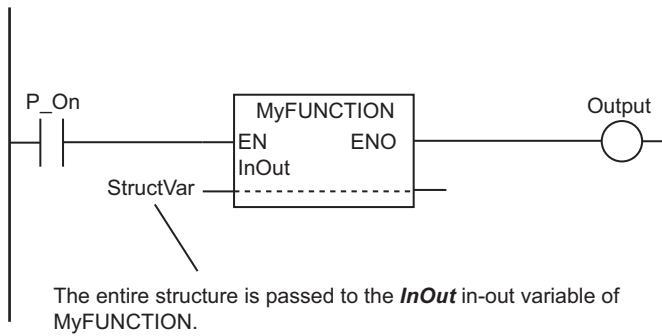 P_On
MyFUNCTION
Output
EN ENO
InOut
StructVar
The entire structure is passed to the InOut in-out variable of
MyFUNCTION.